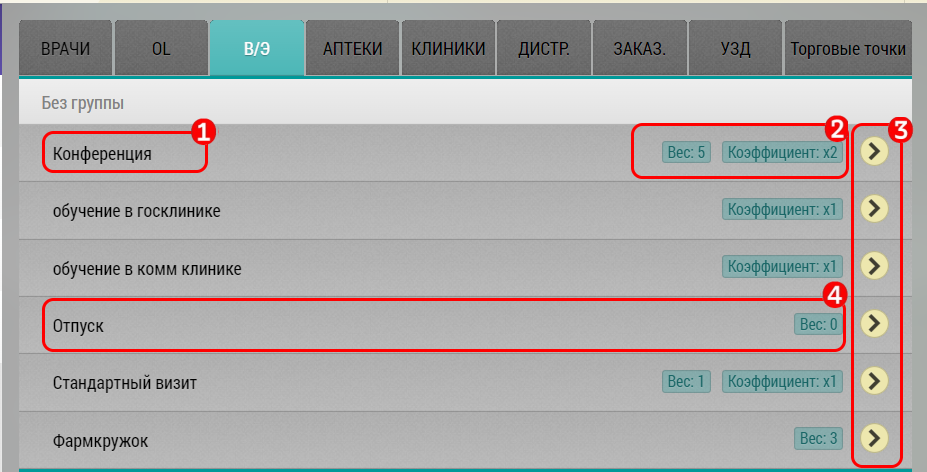 ВРАЧИ OL В/Э АПТЕКИ КЛИНИКИ ДИСТР. ЗАКАЗ. УЗД Торговые точки
Без группы
1 2 3
Конференция Вес: 5 Коэффициент: x2
обучение в госклинике Коэффициент: x1
обучение в комм клинике Коэффициент: x1
4
Отпуск Вес: 0
Стандартный визит Вес: 1 Коэффициент: x1
Фармкружок Вес: 3